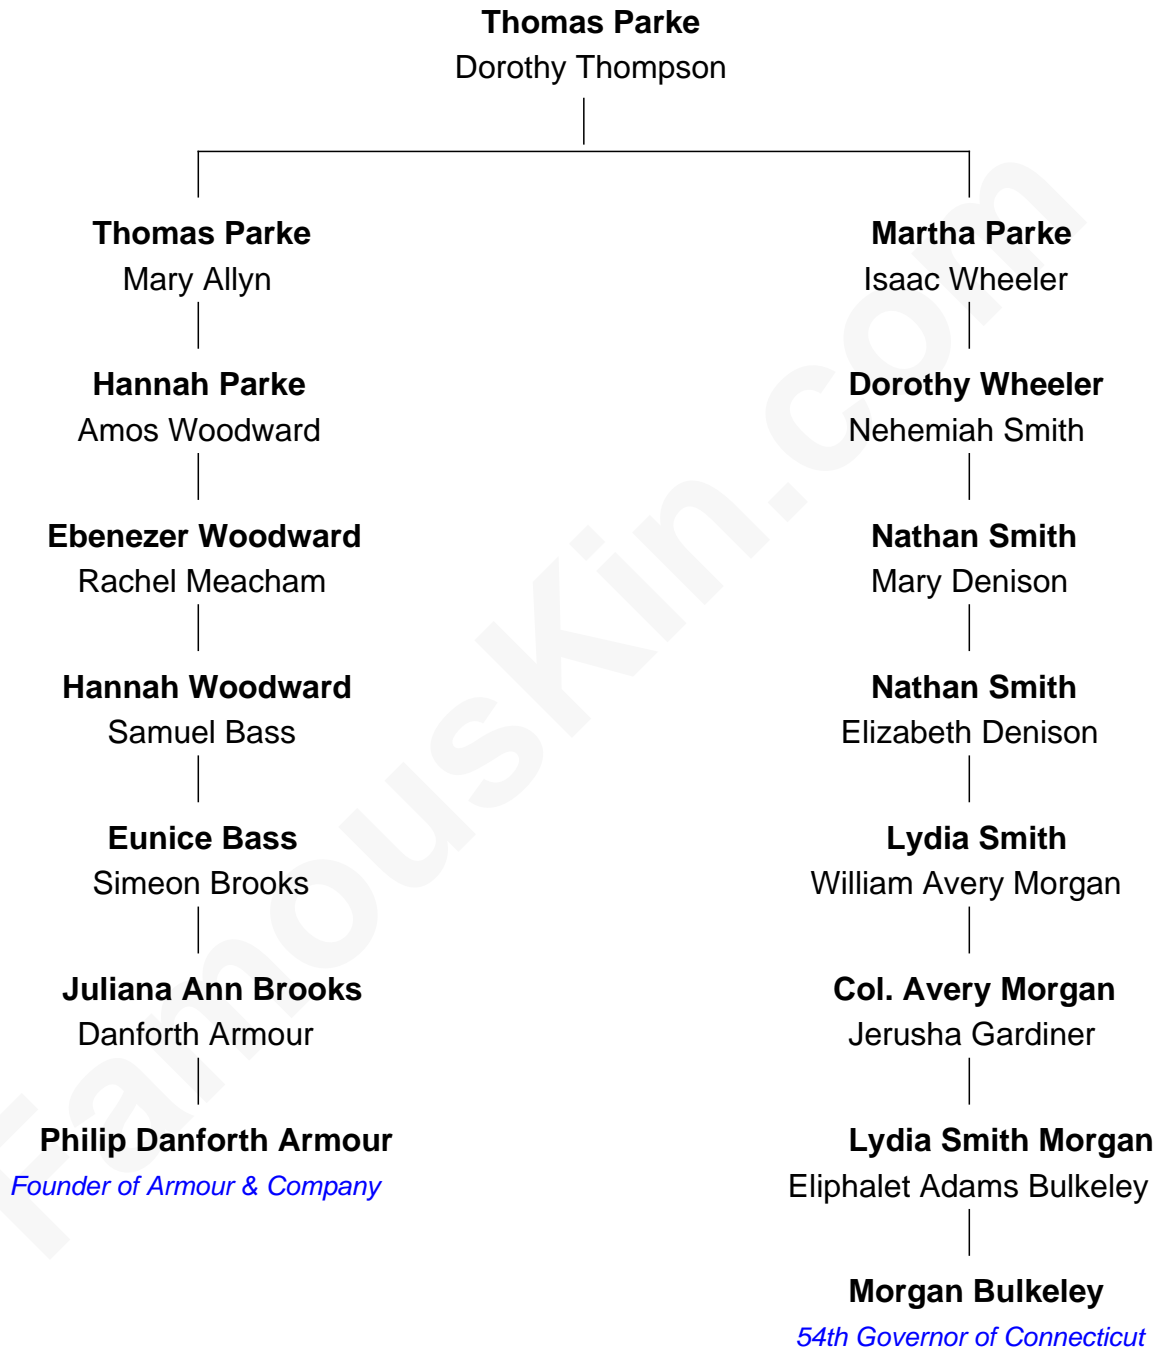 Thomas Parke
Dorothy Thompson
Thomas Parke
Mary Allyn
Hannah Parke
Amos Woodward
Ebenezer Woodward
Rachel Meacham
Hannah Woodward
Samuel Bass
Eunice Bass
Simeon Brooks
Juliana Ann Brooks
Danforth Armour
Philip Danforth Armour
Founder of Armour & Company
Martha Parke
Isaac Wheeler
Dorothy Wheeler
Nehemiah Smith
Nathan Smith
Mary Denison
Nathan Smith
Elizabeth Denison
Lydia Smith
William Avery Morgan
Col. Avery Morgan
Jerusha Gardiner
Lydia Smith Morgan
Eliphalet Adams Bulkeley
Morgan Bulkeley
54th Governor of Connecticut
FamousKin.com